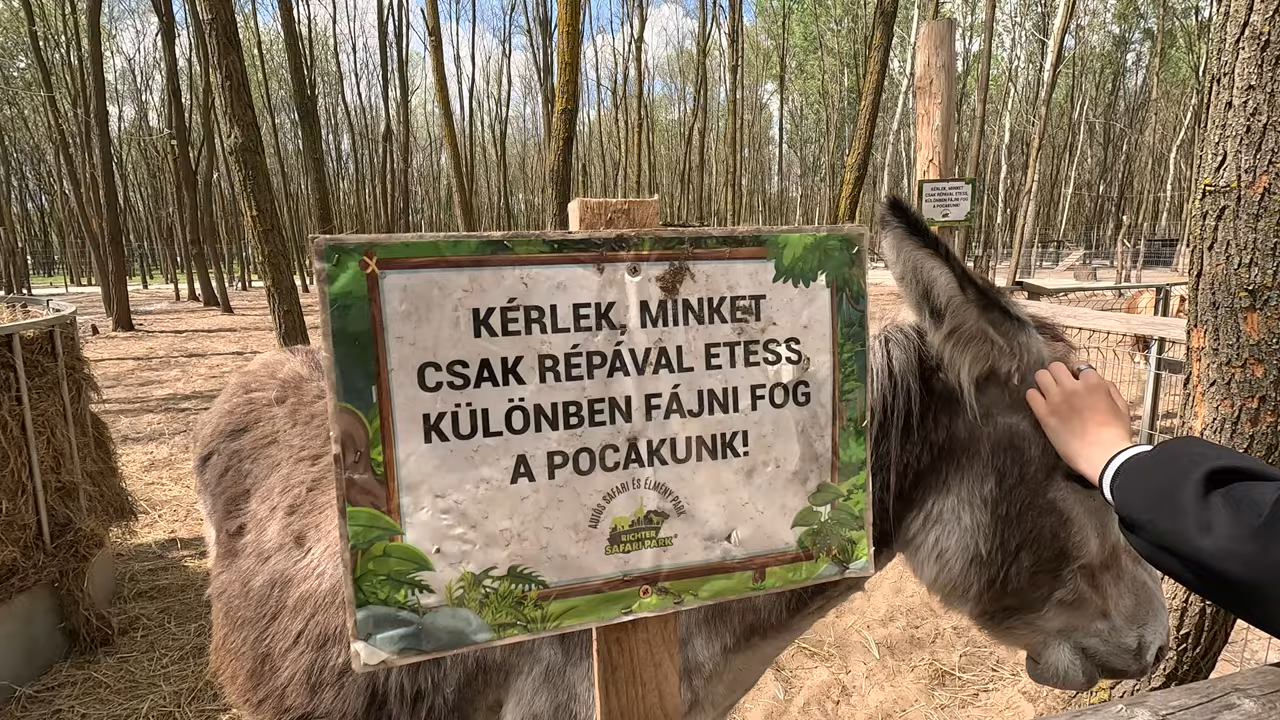 KÉRLEK, MINKET
CSAK RÉPÁVAL ETESS,
KÜLÖNBEN FÁJNI FOG
A POCAKUNK!
AUTÓS SAFARI ÉS ÉLMÉNY PARK
RICHTER
SAFARI PARK
KÉRLEK, MINKET
CSAK RÉPÁVAL ETESS,
KÜLÖNBEN FÁJNI FOG
A POCAKUNK!